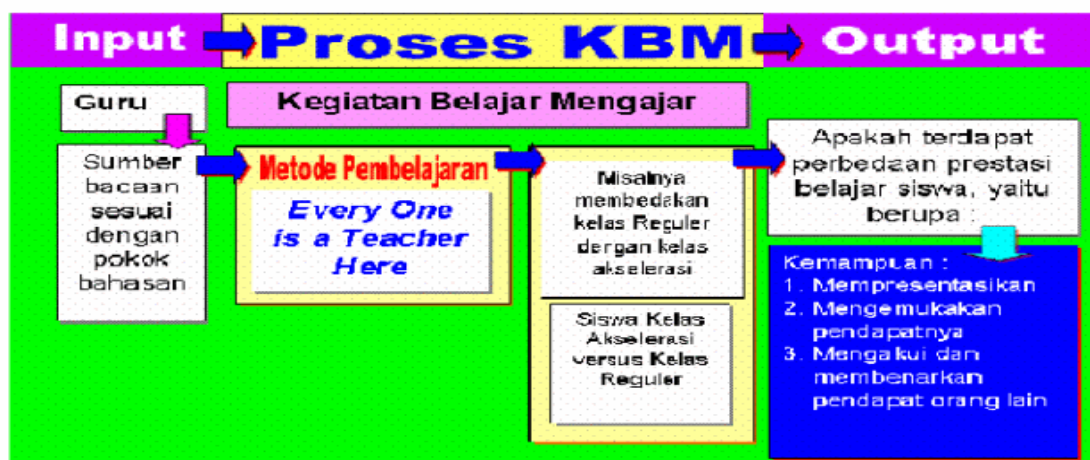 Input
Proses KBM
Output
Guru
Kegiatan Belajar Mengajar
Sumber
bacaan
sesuai
dengan
pokok
bahasan
Metode Pembelajaran
Every One
is a Teacher
Here
Misalnya
membedakan
kelas Reguler
dengan kelas
akselerasi
Siswa Kelas
Akselerasi
versus Kelas
Reguler
Apakah terdapat
perbedaan prestasi
belajar siswa, yaitu
berupa :
Kemampuan :
1. Mempresentasikan
2. Mengemukakan
pendapatnya
3. Mengakui dan
membenarkan
pendapat orang lain